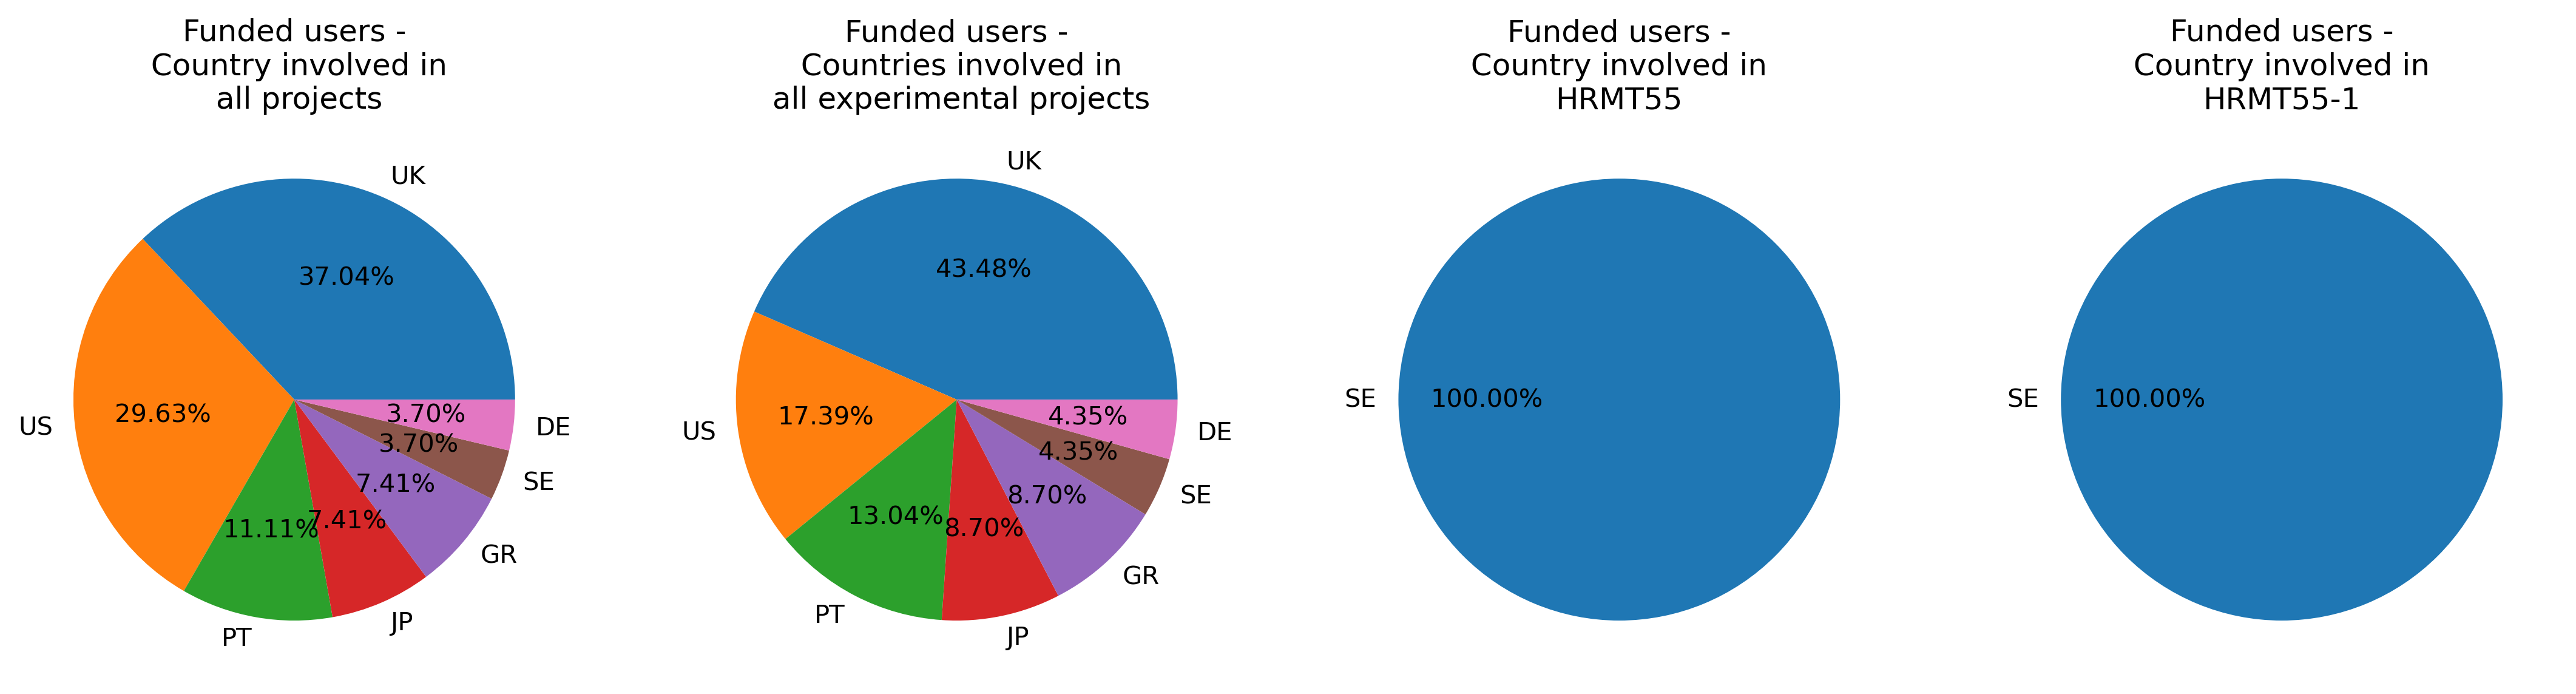 Funded users -
Country involved in
all projects
UK
37.04%
US
29.63%
PT
11.11%
JP
7.41%
GR
7.41%
SE
3.70%
DE
3.70%
Funded users -
Countries involved in
all experimental projects
UK
43.48%
US
17.39%
PT
13.04%
JP
8.70%
GR
8.70%
SE
4.35%
DE
4.35%
Funded users -
Country involved in
HRMT55
SE
100.00%
Funded users -
Country involved in
HRMT55-1
SE
100.00%